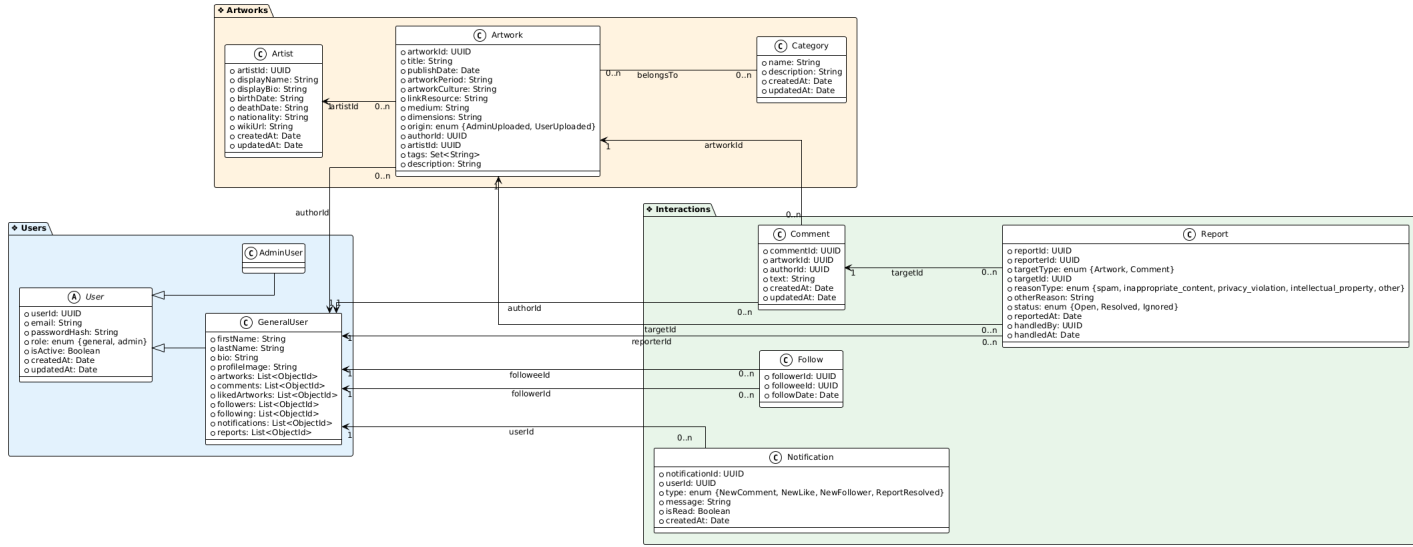 ❖ Artworks
C Artist
artistId: UUID
displayName: String
displayBio: String
birthDate: String
deathDate: String
nationality: String
wikiUrl: String
createdAt: Date
updatedAt: Date
C Artwork
artworkId: UUID
title: String
publishDate: Date
artworkPeriod: String
artworkCulture: String
linkResource: String
medium: String
dimensions: String
origin: enum {AdminUploaded, UserUploaded}
authorId: UUID
artistId: UUID
tags: Set<String>
description: String
C Category
name: String
description: String
createdAt: Date
updatedAt: Date
0..n
belongsTo
0..n
1
artistId
0..n
1
artworkId
0..n
0..n
authorId
1
1
❖ Users
C AdminUser
A User
userId: UUID
email: String
passwordHash: String
role: enum {general, admin}
isActive: Boolean
createdAt: Date
updatedAt: Date
C GeneralUser
firstName: String
lastName: String
bio: String
profileImage: String
artworks: List<ObjectId>
comments: List<ObjectId>
likedArtworks: List<ObjectId>
followers: List<ObjectId>
following: List<ObjectId>
notifications: List<ObjectId>
reports: List<ObjectId>
❖ Interactions
C Comment
commentId: UUID
artworkId: UUID
authorId: UUID
text: String
createdAt: Date
updatedAt: Date
C Report
reportId: UUID
reporterId: UUID
targetType: enum {Artwork, Comment}
targetId: UUID
reasonType: enum {spam, inappropriate_content, privacy_violation, intellectual_property, other}
otherReason: String
status: enum {Open, Resolved, Ignored}
reportedAt: Date
handledBy: UUID
handledAt: Date
1
targetId
0..n
1
authorId
0..n
targetId
0..n
1
reporterId
0..n
C Follow
followerId: UUID
followeeId: UUID
followDate: Date
1
followeeId
0..n
1
followerId
0..n
1
userId
0..n
C Notification
notificationId: UUID
userId: UUID
type: enum {NewComment, NewLike, NewFollower, ReportResolved}
message: String
isRead: Boolean
createdAt: Date